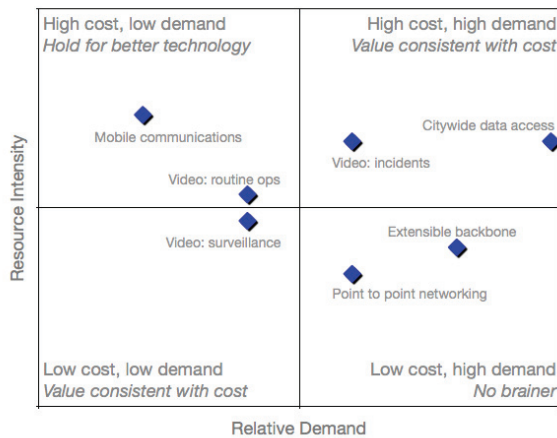 High cost, low demand
Hold for better technology
High cost, high demand
Value consistent with cost
Mobile communications
Citywide data access
Video: incidents
Video: routine ops
Video: surveillance
Extensible backbone
Point to point networking
Low cost, low demand
Value consistent with cost
Low cost, high demand
No brainer
Resource Intensity
Relative Demand